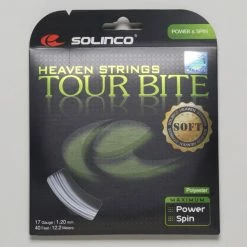 SOLINCO
POWER & SPIN
HEAVEN STRINGS
TOUR BITE
SOFT
Polyester
MAXIMUM
Power
Spin
17 Gauge / 1.20 mm
40 Feet / 12.2 Meters